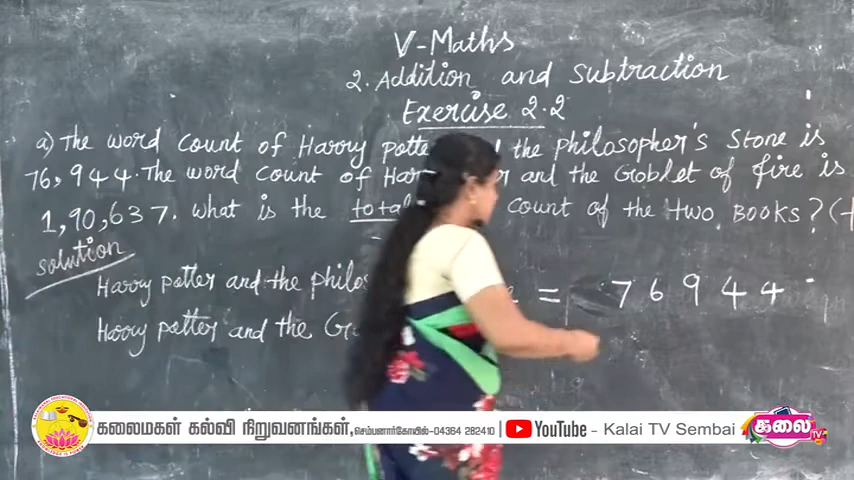 V-Maths
2. Addition and Subtraction
Exercise 2.2
a) The word count of Harry potte the philosopher's Stone is
76,944. The word count of Har and the Goblet of fire is
1,90,637. What is the total count of the two BOOKS? (+
solution
Harry potter and the philos = 76944
Harry potter and the G
கலைமகள் கல்வி நிறுவனங்கள், செம்பனார்கோயில்-04364 282410 | YouTube - Kalai TV Sembai கலை TV